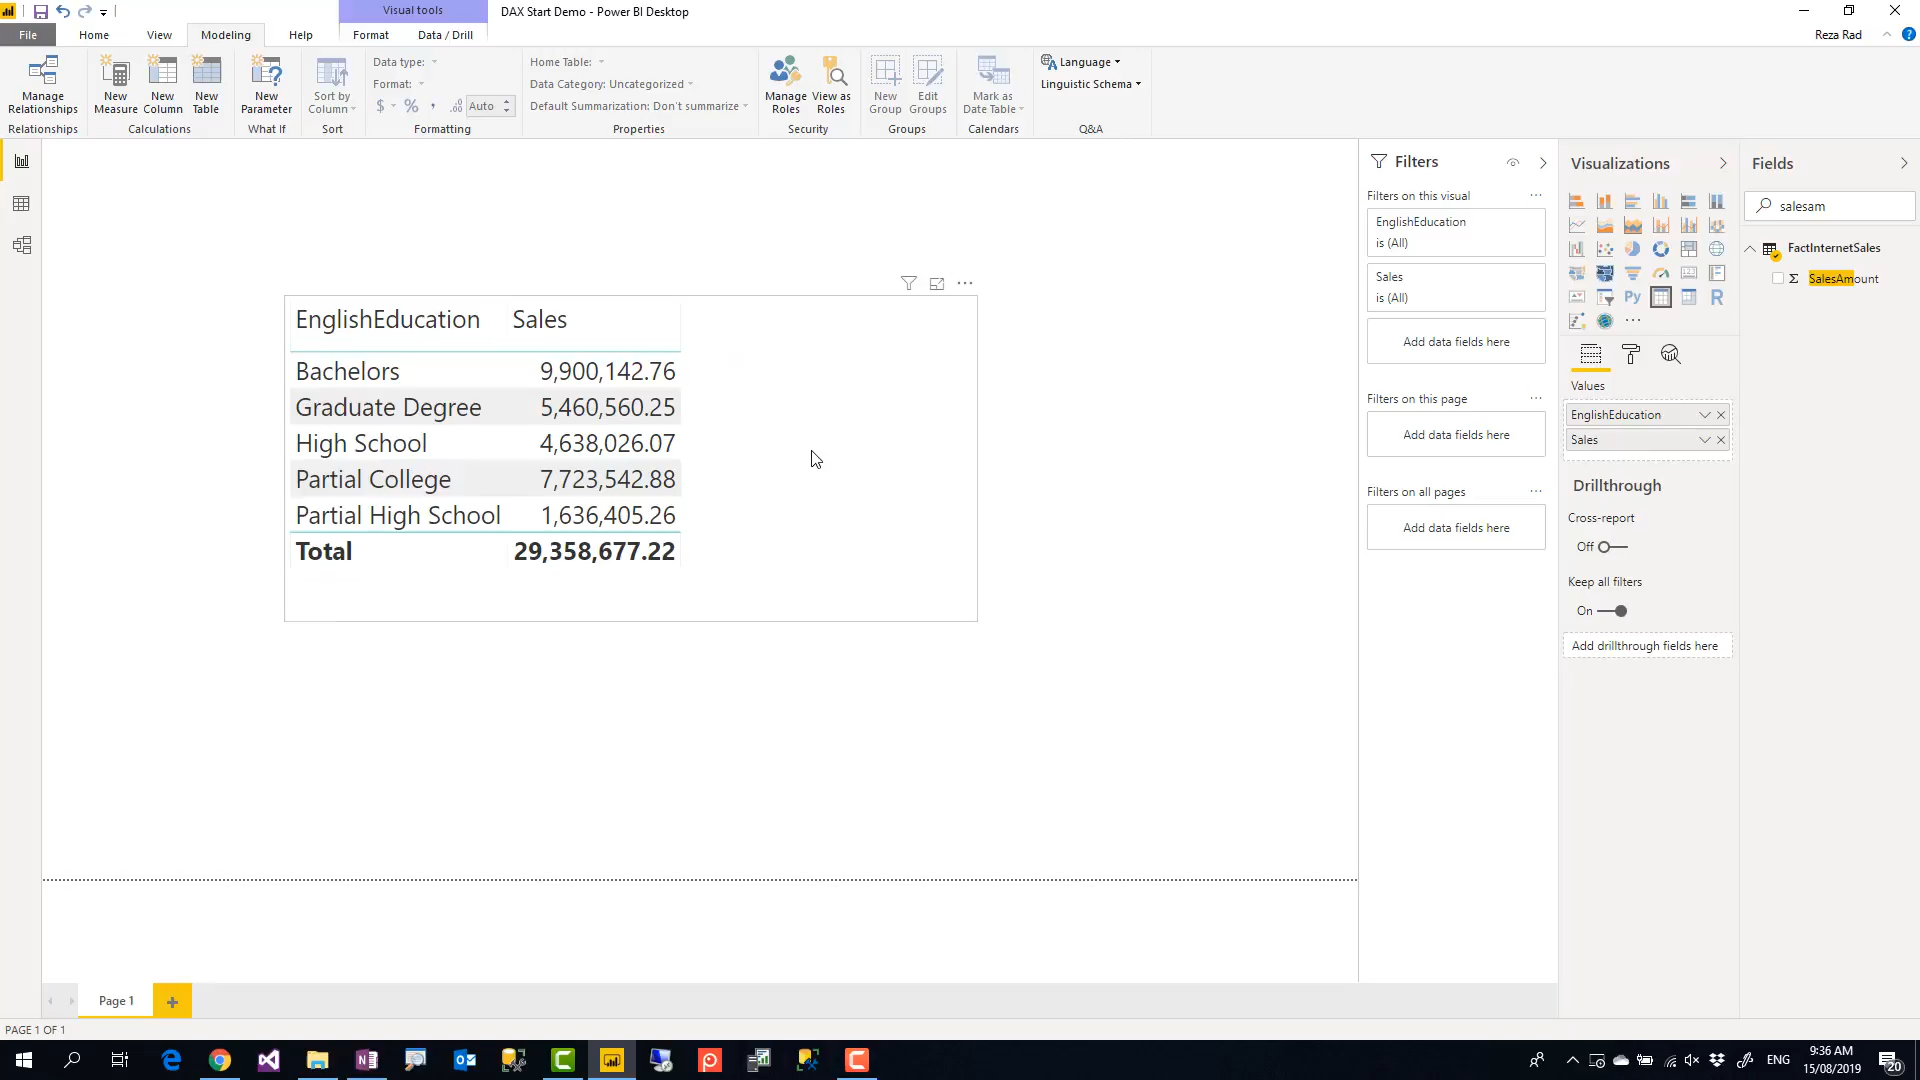 Visual tools
DAX Start Demo - Power BI Desktop
File
Home
View
Modeling
Help
Format
Data / Drill
Reza Rad
Manage
Relationships
Relationships
New
Measure
New
Column
New
Table
Calculations
New
Parameter
What If
Sort by
Column
Sort
Data type:
Format:
$ % , .00 Auto
Formatting
Home Table:
Data Category: Uncategorized
Default Summarization: Don't summarize
Properties
Manage
Roles
View as
Roles
Security
New
Group
Edit
Groups
Groups
Mark as
Date Table
Calendars
Language
Linguistic Schema
Q&A
EnglishEducation Sales
Bachelors 9,900,142.76
Graduate Degree 5,460,560.25
High School 4,638,026.07
Partial College 7,723,542.88
Partial High School 1,636,405.26
Total 29,358,677.22
Filters
Filters on this visual
EnglishEducation
is (All)
Sales
is (All)
Add data fields here
Filters on this page
Add data fields here
Filters on all pages
Add data fields here
Visualizations
Values
EnglishEducation
Sales
Drillthrough
Cross-report
Off
Keep all filters
On
Add drillthrough fields here
Fields
salesam
FactInternetSales
Σ SalesAmount
Page 1
PAGE 1 OF 1
ENG
9:36 AM
15/08/2019
20